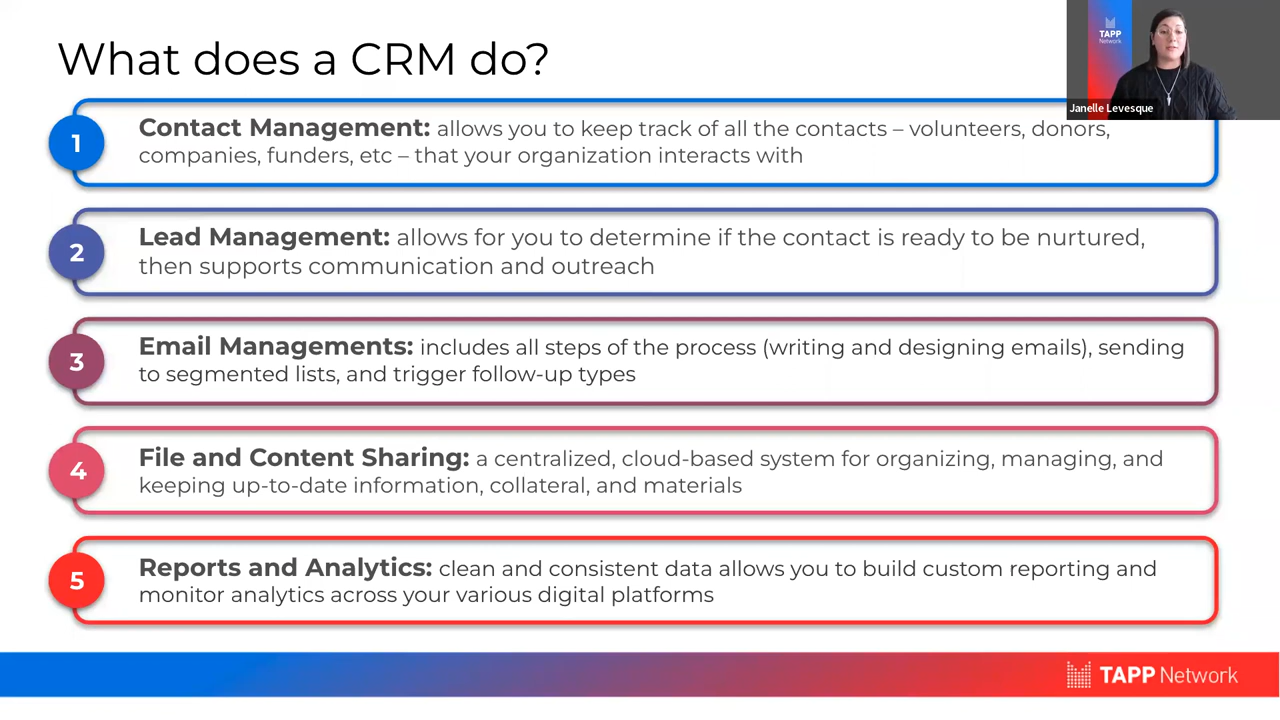 What does a CRM do?
TAPP
Network
Janelle Levesque
1
Contact Management: allows you to keep track of all the contacts – volunteers, donors,
companies, funders, etc – that your organization interacts with
2
Lead Management: allows for you to determine if the contact is ready to be nurtured,
then supports communication and outreach
3
Email Managements: includes all steps of the process (writing and designing emails), sending
to segmented lists, and trigger follow-up types
4
File and Content Sharing: a centralized, cloud-based system for organizing, managing, and
keeping up-to-date information, collateral, and materials
5
Reports and Analytics: clean and consistent data allows you to build custom reporting and
monitor analytics across your various digital platforms
TAPP Network